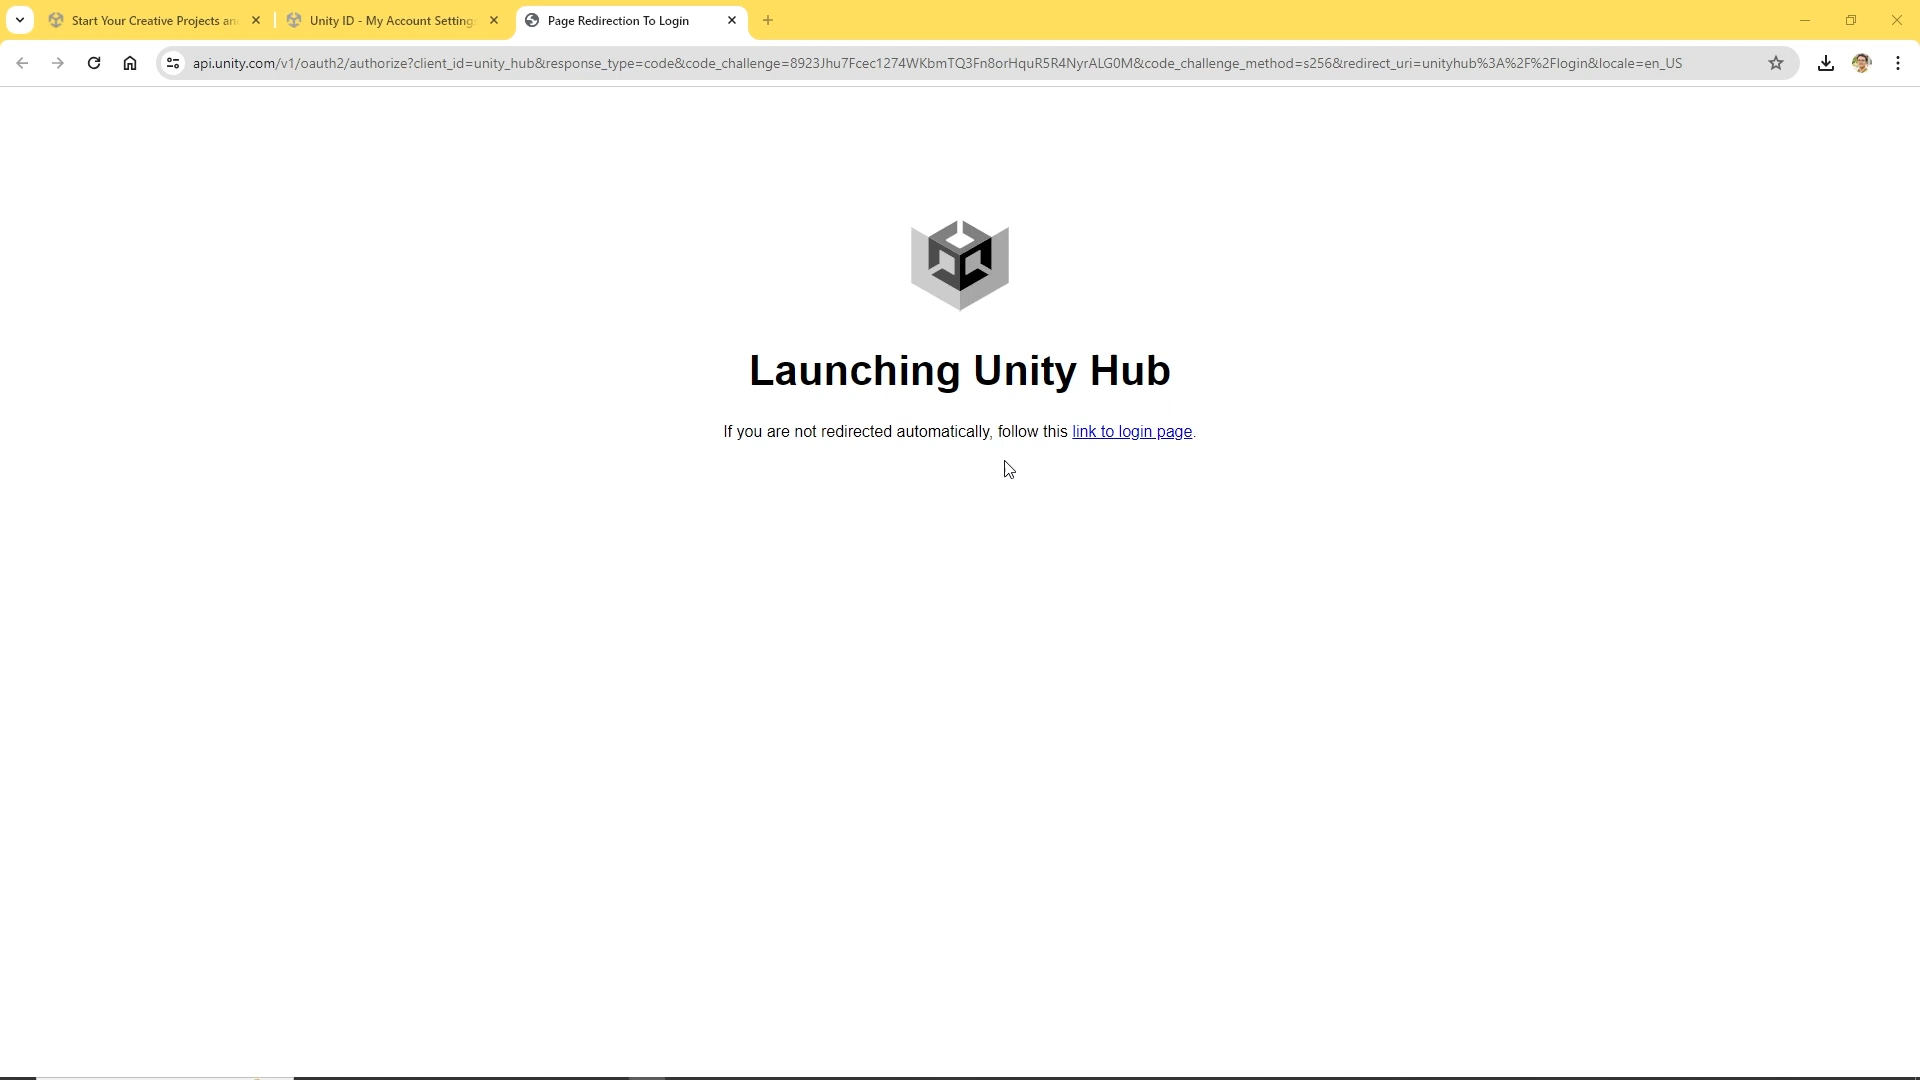 Start Your Creative Projects an
Unity ID - My Account Setting
Page Redirection To Login
api.unity.com/v1/oauth2/authorize?client_id=unity_hub&response_type=code&code_challenge=8923Jhu7Fcec1274WKbmTQ3Fn8orHquR5R4NyrALG0M&code_challenge_method=s256&redirect_uri=unityhub%3A%2F%2Flogin&locale=en_US
Launching Unity Hub
If you are not redirected automatically, follow this link to login page.